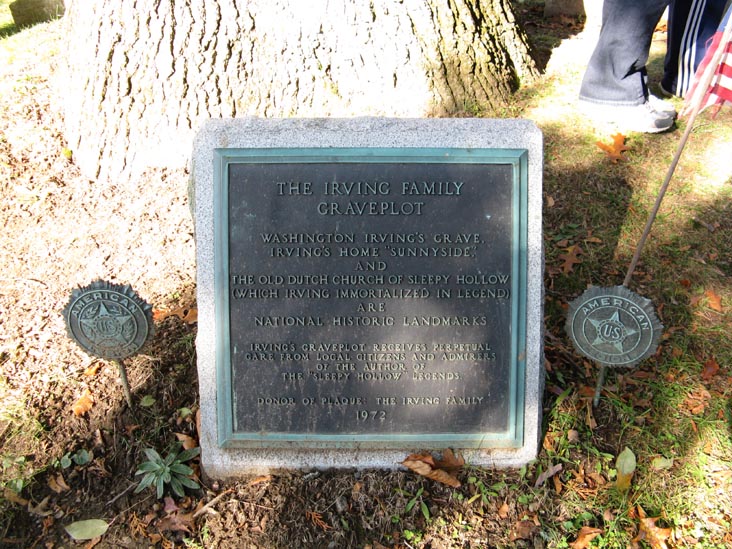 THE IRVING FAMILY
GRAVEPLOT
WASHINGTON IRVING'S GRAVE,
IRVING'S HOME "SUNNYSIDE,"
AND
THE OLD DUTCH CHURCH OF SLEEPY HOLLOW
(WHICH IRVING IMMORTALIZED IN LEGEND)
ARE
NATIONAL HISTORIC LANDMARKS
IRVING'S GRAVEPLOT RECEIVES PERPETUAL
CARE FROM LOCAL CITIZENS AND ADMIRERS
OF THE AUTHOR OF
THE "SLEEPY HOLLOW" LEGENDS.
DONOR OF PLAQUE: THE IRVING FAMILY
1972
AMERICAN
U.S.
AMERICAN
U.S.
LEGION